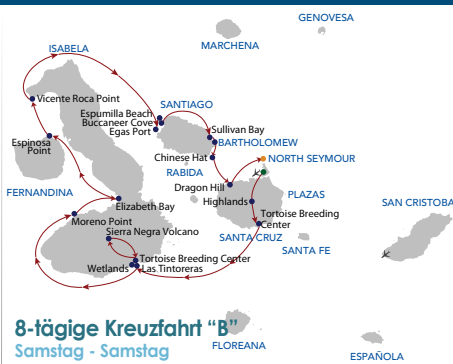 GENOVESA
MARCHENA
ISABELA
Vicente Roca Point
Espumilla Beach
Buccaneer Cove
Egas Port
SANTIAGO
Sullivan Bay
BARTHOLOMEW
Espinosa
Point
Chinese Hat
NORTH SEYMOUR
RABIDA
Dragon Hill
FERNANDINA
Elizabeth Bay
Highlands
PLAZAS
SAN CRISTOBA
Moreno Point
Tortoise Breeding
Center
Sierra Negra Volcano
SANTA CRUZ
SANTA FE
Tortoise Breeding Center
Wetlands
Las Tintoreras
8-tägige Kreuzfahrt “B”
Samstag - Samstag
FLOREANA
ESPAÑOLA